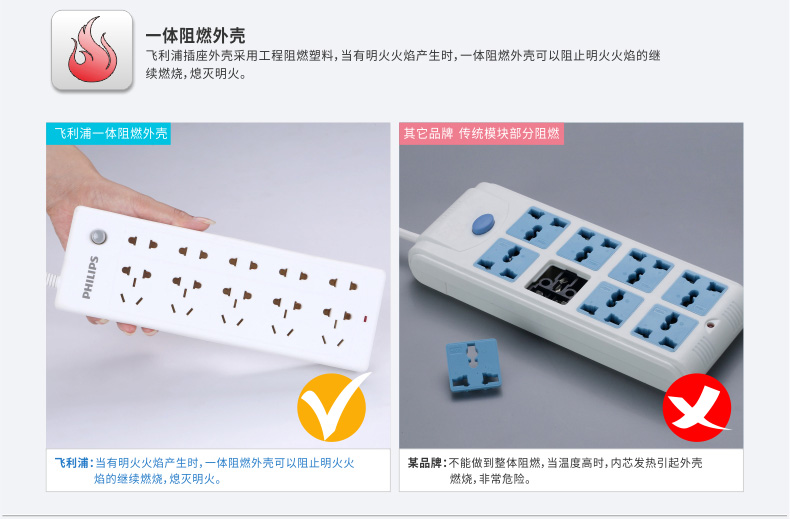 一体阻燃外壳
飞利浦插座外壳采用工程阻燃塑料，当有明火火焰产生时，一体阻燃外壳可以阻止明火火焰的继
续燃烧，熄灭明火。
飞利浦一体阻燃外壳
其它品牌 传统模块部分阻燃
PHILIPS
飞利浦：当有明火火焰产生时，一体阻燃外壳可以阻止明火火
焰的继续燃烧，熄灭明火。
某品牌：不能做到整体阻燃，当温度高时，内芯发热引起外壳
燃烧，非常危险。